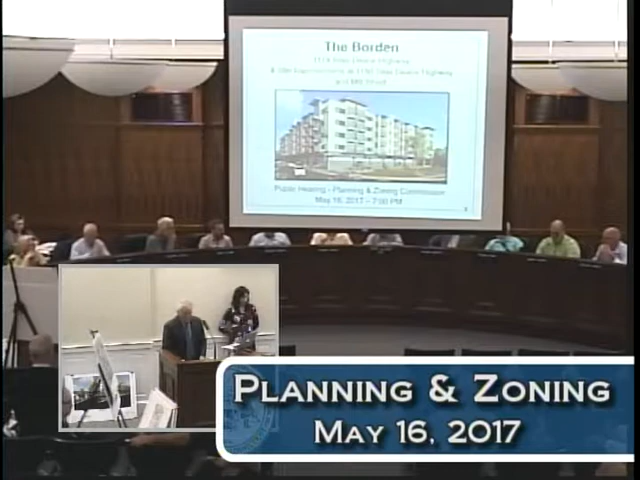 The Borden
Public Hearing - Planning & Zoning Commission
May 16, 2017 - 7:00 PM
PLANNING & ZONING
MAY 16, 2017